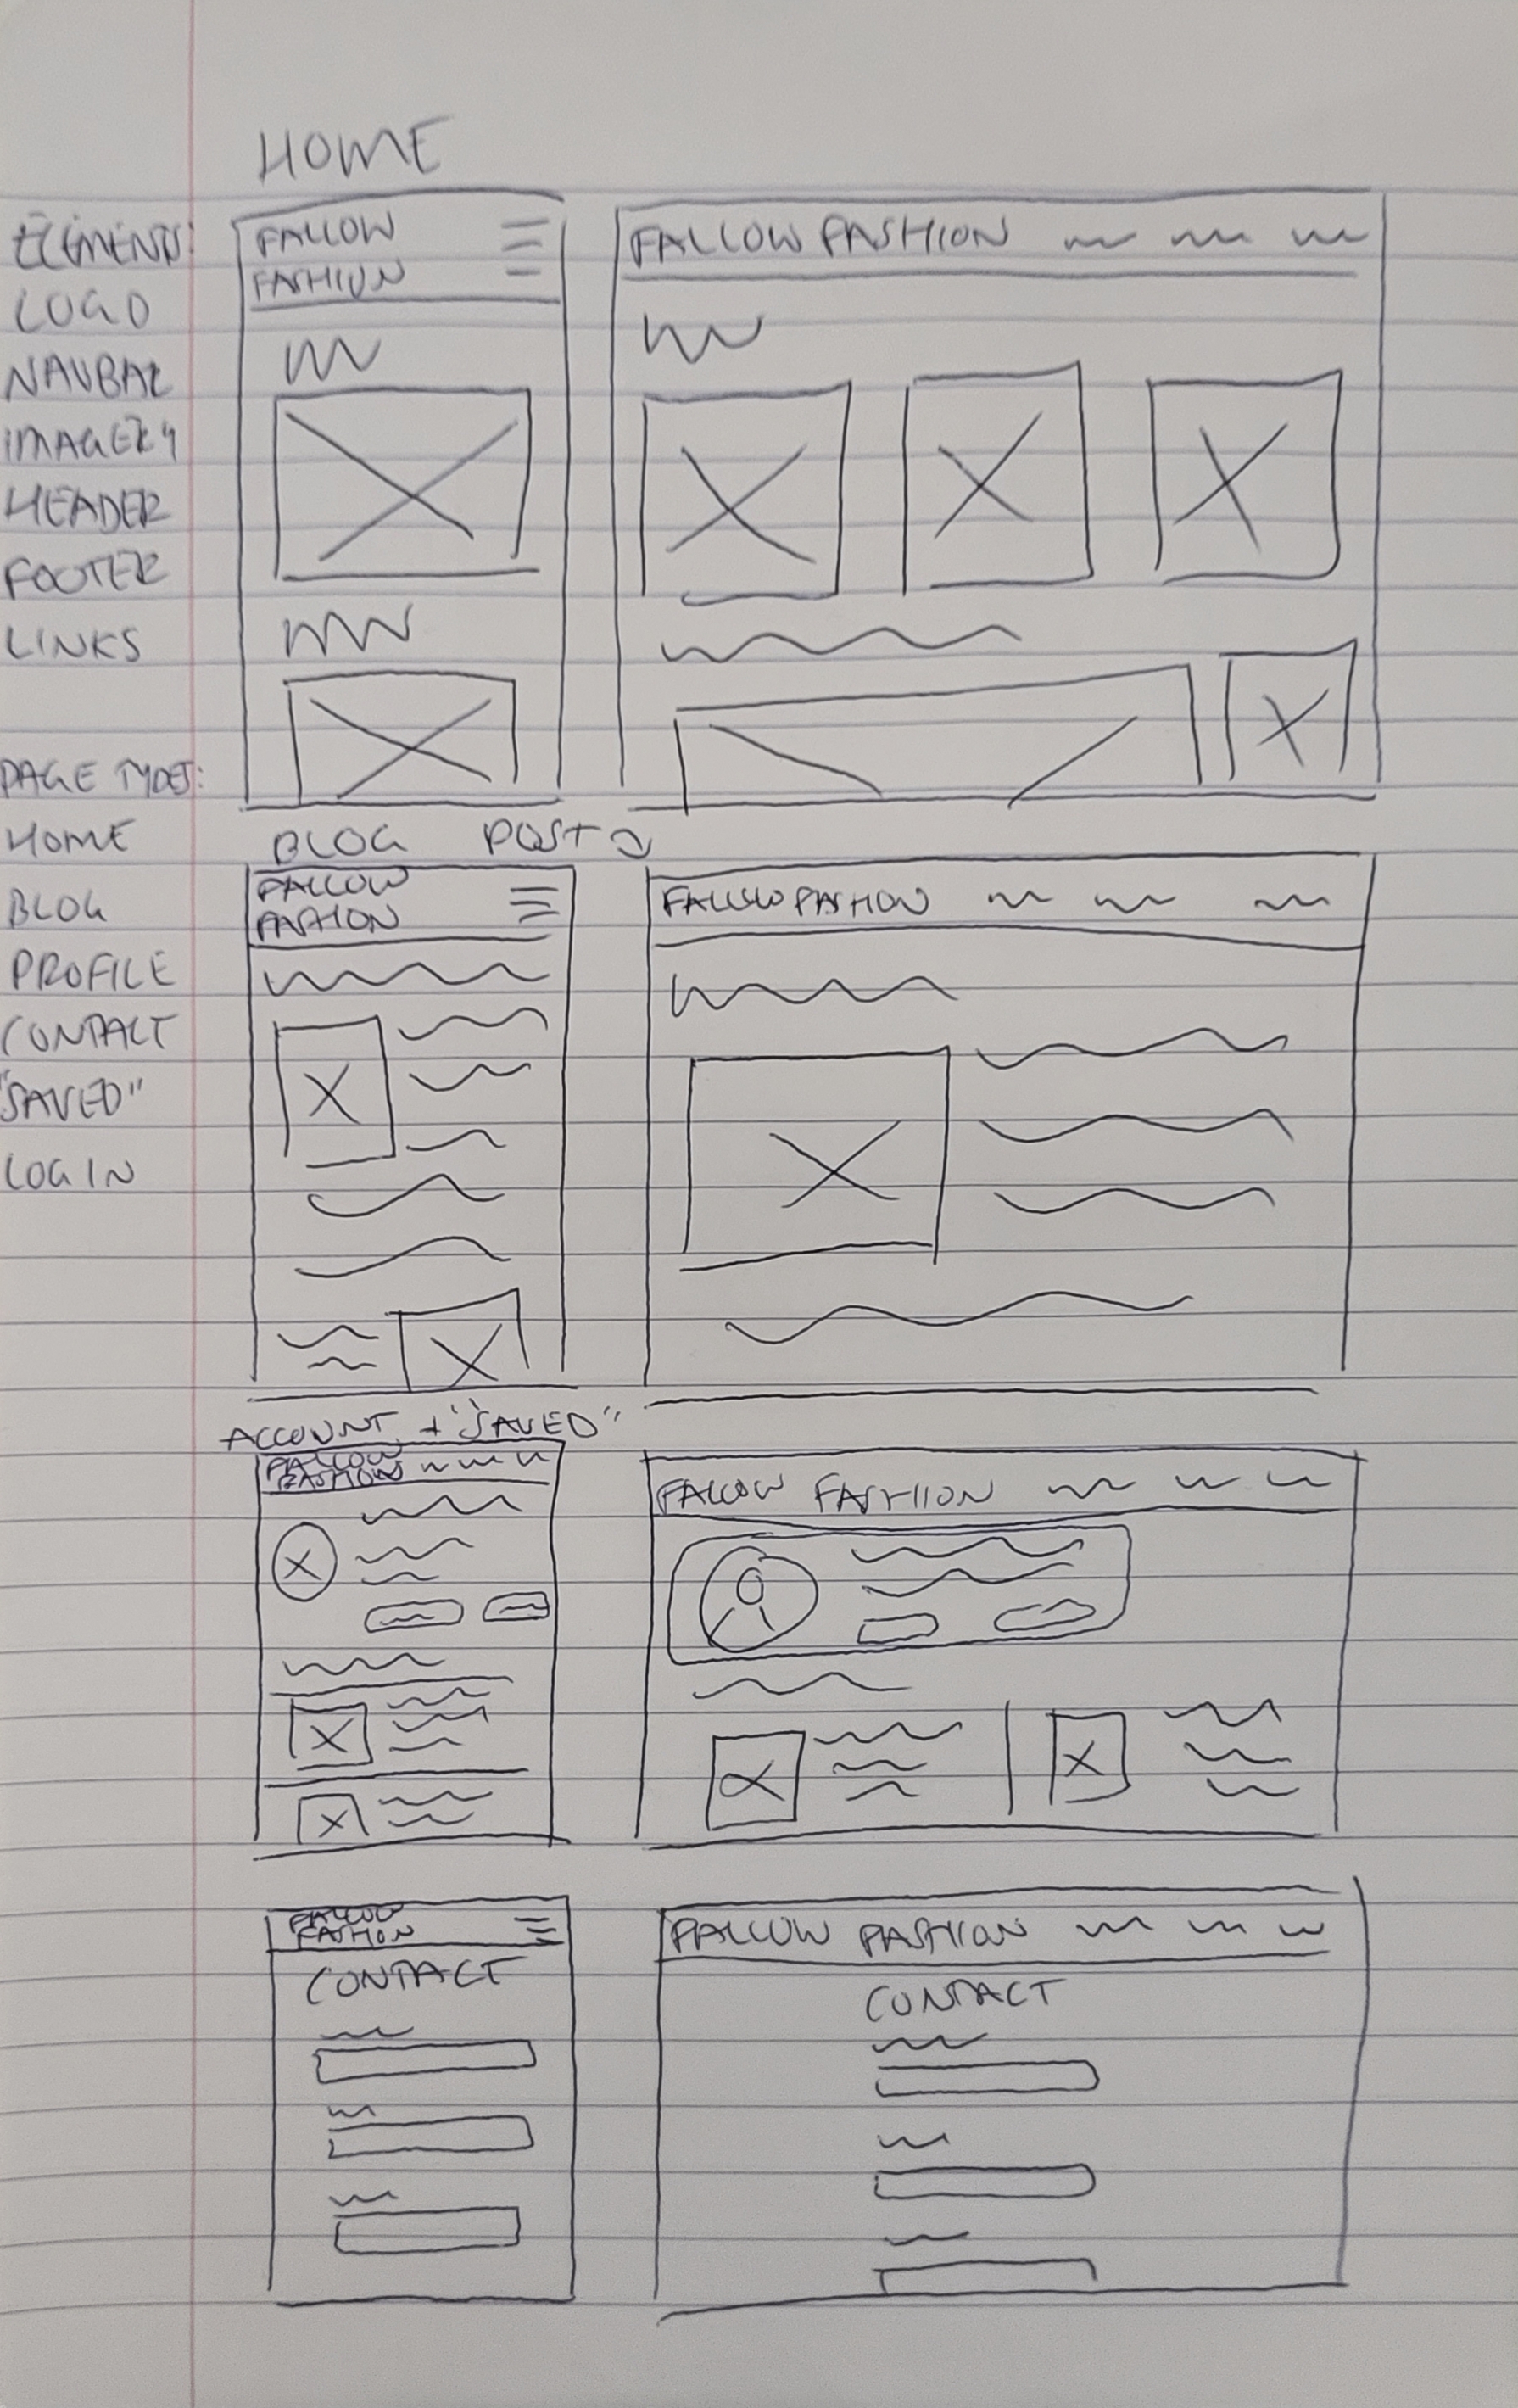 HOME
ELEMENTS:
LOGO
NAVBAR
IMAGERY
HEADER
FOOTER
LINKS
PAGE TYPES:
HOME
BLOG
PROFILE
CONTACT
"SAVED"
LOGIN
FALLOW
FASHION
FALLOW FASHION
BLOG POST
FALLOW
FASHION
FALLOW FASHION
ACCOUNT + "SAVED"
FALLOW
FASHION
FALLOW FASHION
FALLOW
FASHION
CONTACT
FALLOW FASHION
CONTACT